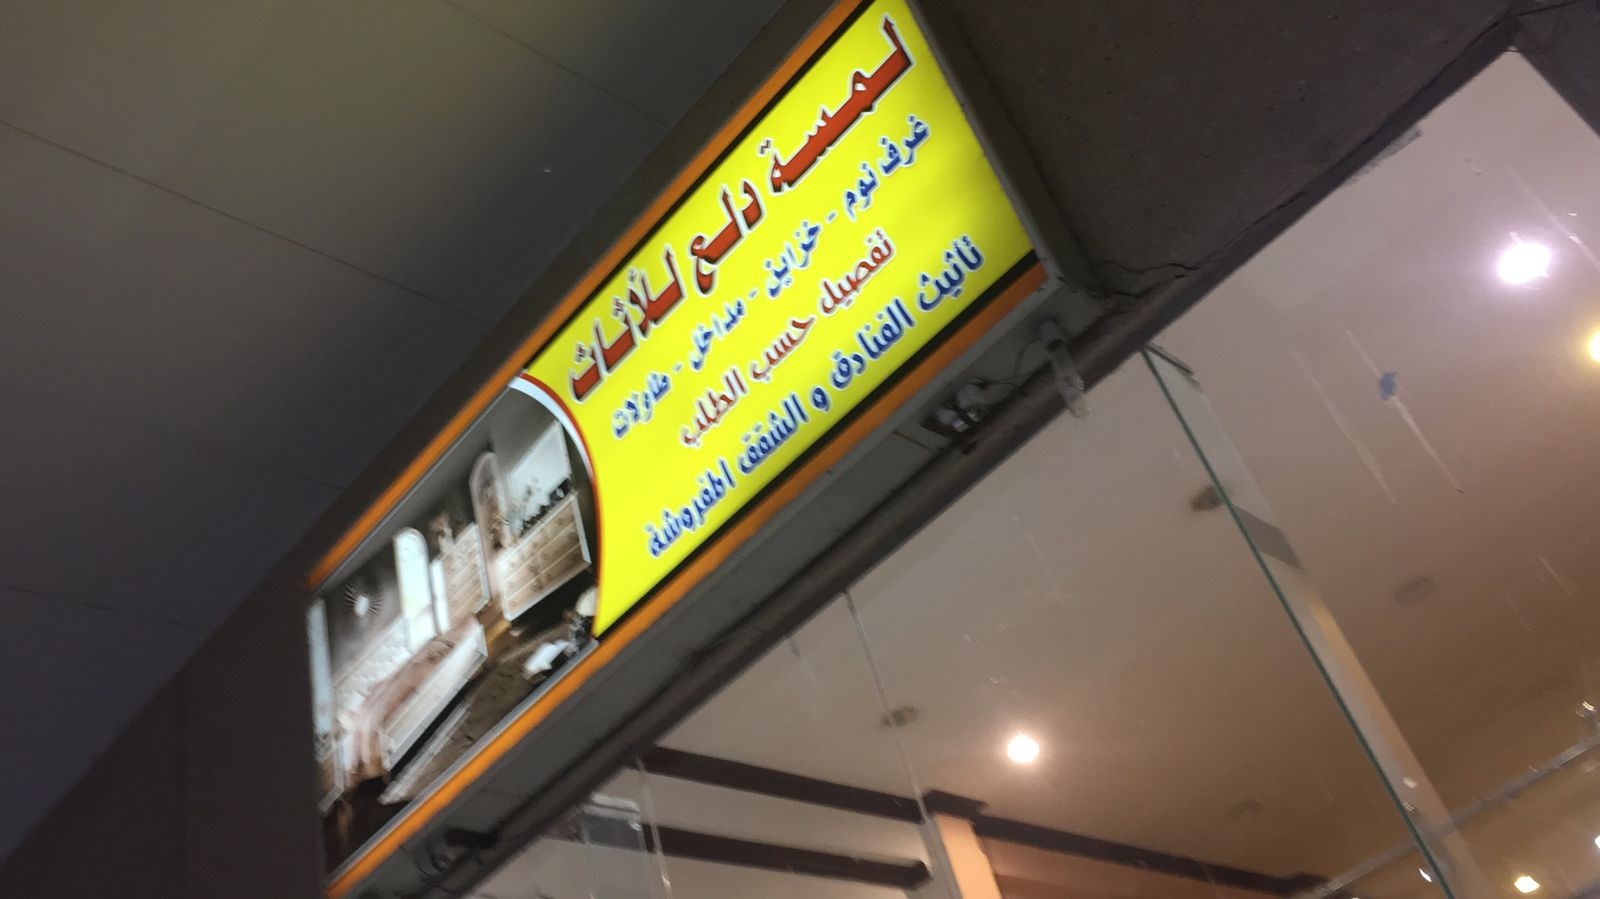 لمسة دلع للأثاث
غرف نوم - خزاين - مداخل - طاولات
تفصيل حسب الطلب
تاثيث الفنادق و الشقق المفروشة